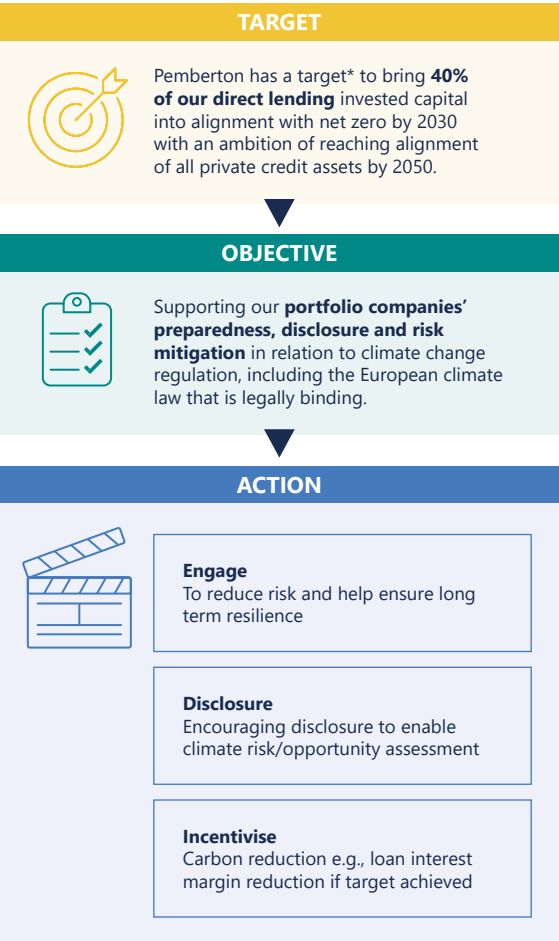 TARGET
Pemberton has a target* to bring 40%
of our direct lending invested capital
into alignment with net zero by 2030
with an ambition of reaching alignment
of all private credit assets by 2050.
OBJECTIVE
Supporting our portfolio companies’
preparedness, disclosure and risk
mitigation in relation to climate change
regulation, including the European climate
law that is legally binding.
ACTION
Engage
To reduce risk and help ensure long
term resilience
Disclosure
Encouraging disclosure to enable
climate risk/opportunity assessment
Incentivise
Carbon reduction e.g., loan interest
margin reduction if target achieved